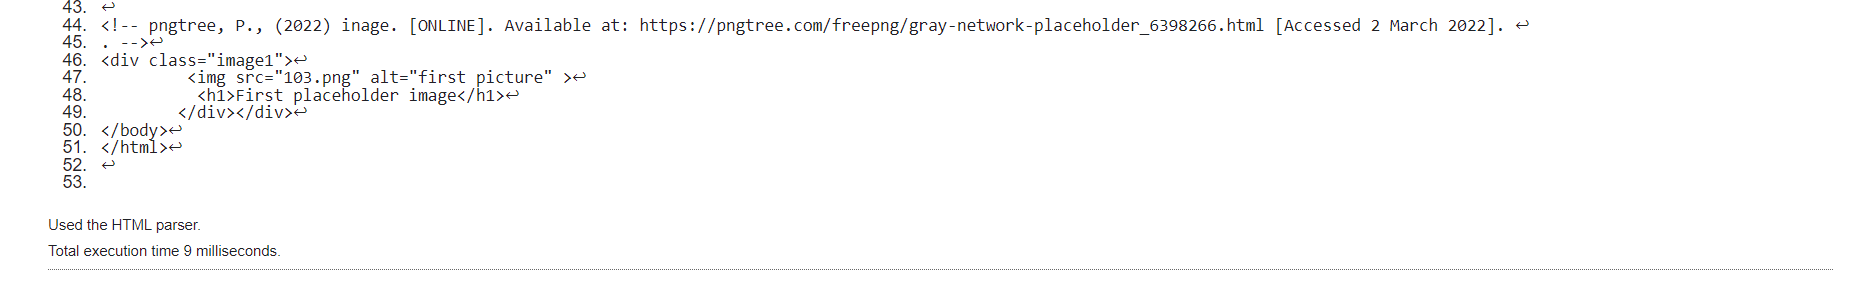 43. ↩
44. <!-- pngtree, P., (2022) inage. [ONLINE]. Available at: https://pngtree.com/freepng/gray-network-placeholder_6398266.html [Accessed 2 March 2022]. ↩
45. . -->↩
46. <div class="image1">↩
47. <img src="103.png" alt="first picture" >↩
48. <h1>First placeholder image</h1>↩
49. </div></div>↩
50. </body>↩
51. </html>↩
52. ↩
53.
Used the HTML parser.
Total execution time 9 milliseconds.